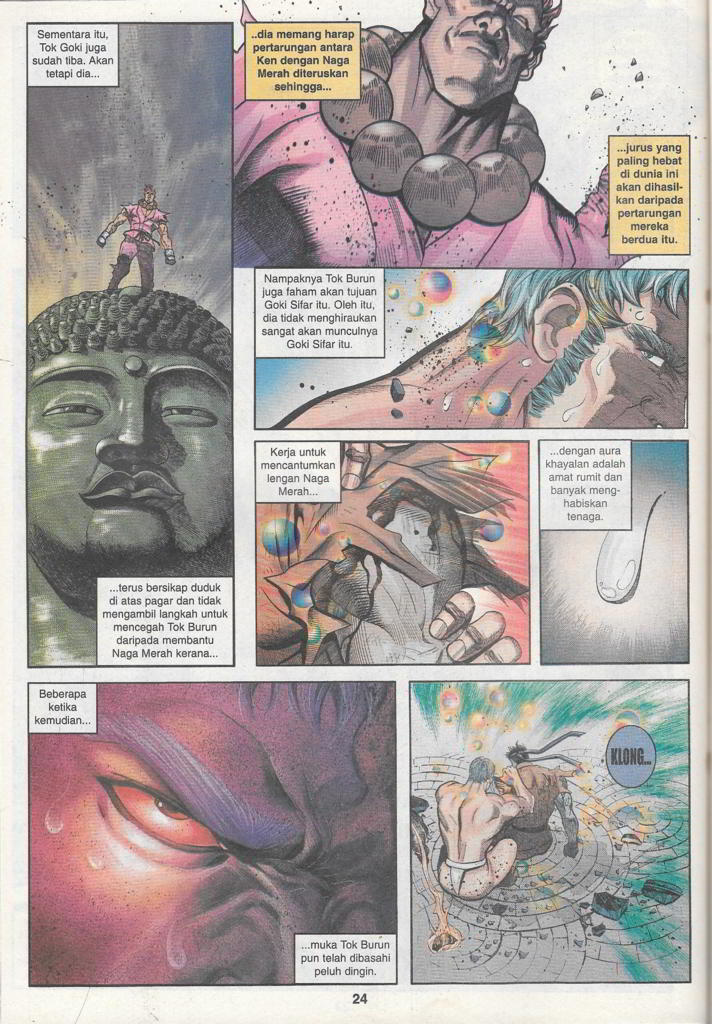 Sementara itu,
Tok Goki juga
sudah tiba. Akan
tetapi dia...
...terus bersikap duduk
di atas pagar dan tidak
mengambil langkah untuk
mencegah Tok Burun
daripada membantu
Naga Merah kerana...
..dia memang harap
pertarungan antara
Ken dengan Naga
Merah diteruskan
sehingga...
...jurus yang
paling hebat
di dunia ini
akan dihasil-
kan daripada
pertarungan
mereka
berdua itu.
Nampaknya Tok Burun
juga faham akan tujuan
Goki Sifar itu. Oleh itu,
dia tidak menghiraukan
sangat akan munculnya
Goki Sifar itu.
Kerja untuk
mencantumkan
lengan Naga
Merah...
...dengan aura
khayalan adalah
amat rumit dan
banyak meng-
habiskan
tenaga.
Beberapa
ketika
kemudian...
...muka Tok Burun
pun telah dibasahi
peluh dingin.
KLONG...
24